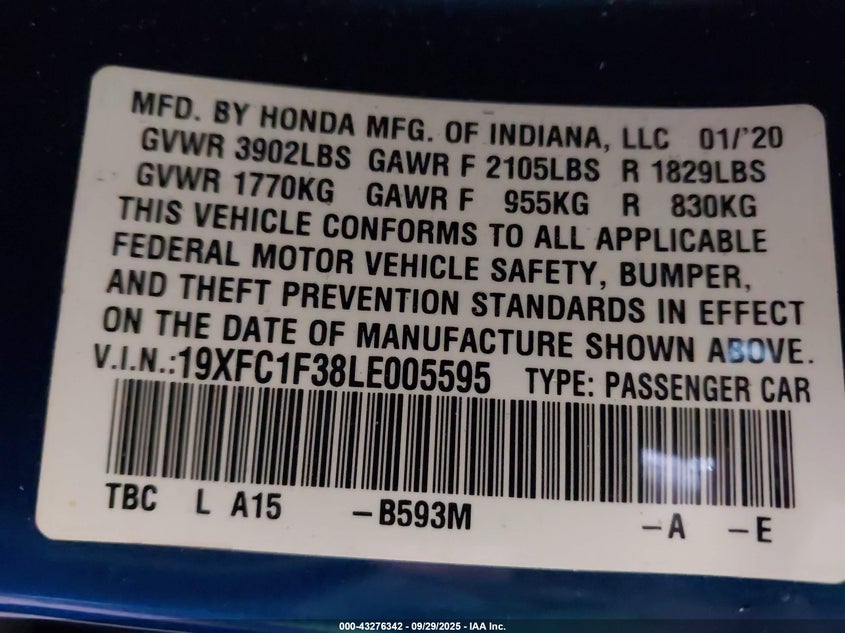 MFD. BY HONDA MFG. OF INDIANA, LLC 01/'20
GVWR 3902LBS GAWR F 2105LBS R 1829LBS
GVWR 1770KG GAWR F 955KG R 830KG
THIS VEHICLE CONFORMS TO ALL APPLICABLE
FEDERAL MOTOR VEHICLE SAFETY, BUMPER,
AND THEFT PREVENTION STANDARDS IN EFFECT
ON THE DATE OF MANUFACTURE SHOWN ABOVE.
V.I.N.:19XFC1F38LE005595 TYPE: PASSENGER CAR
TBC L A15 -B593M -A -E
000-43276342 - 09/29/2025 - IAA Inc.